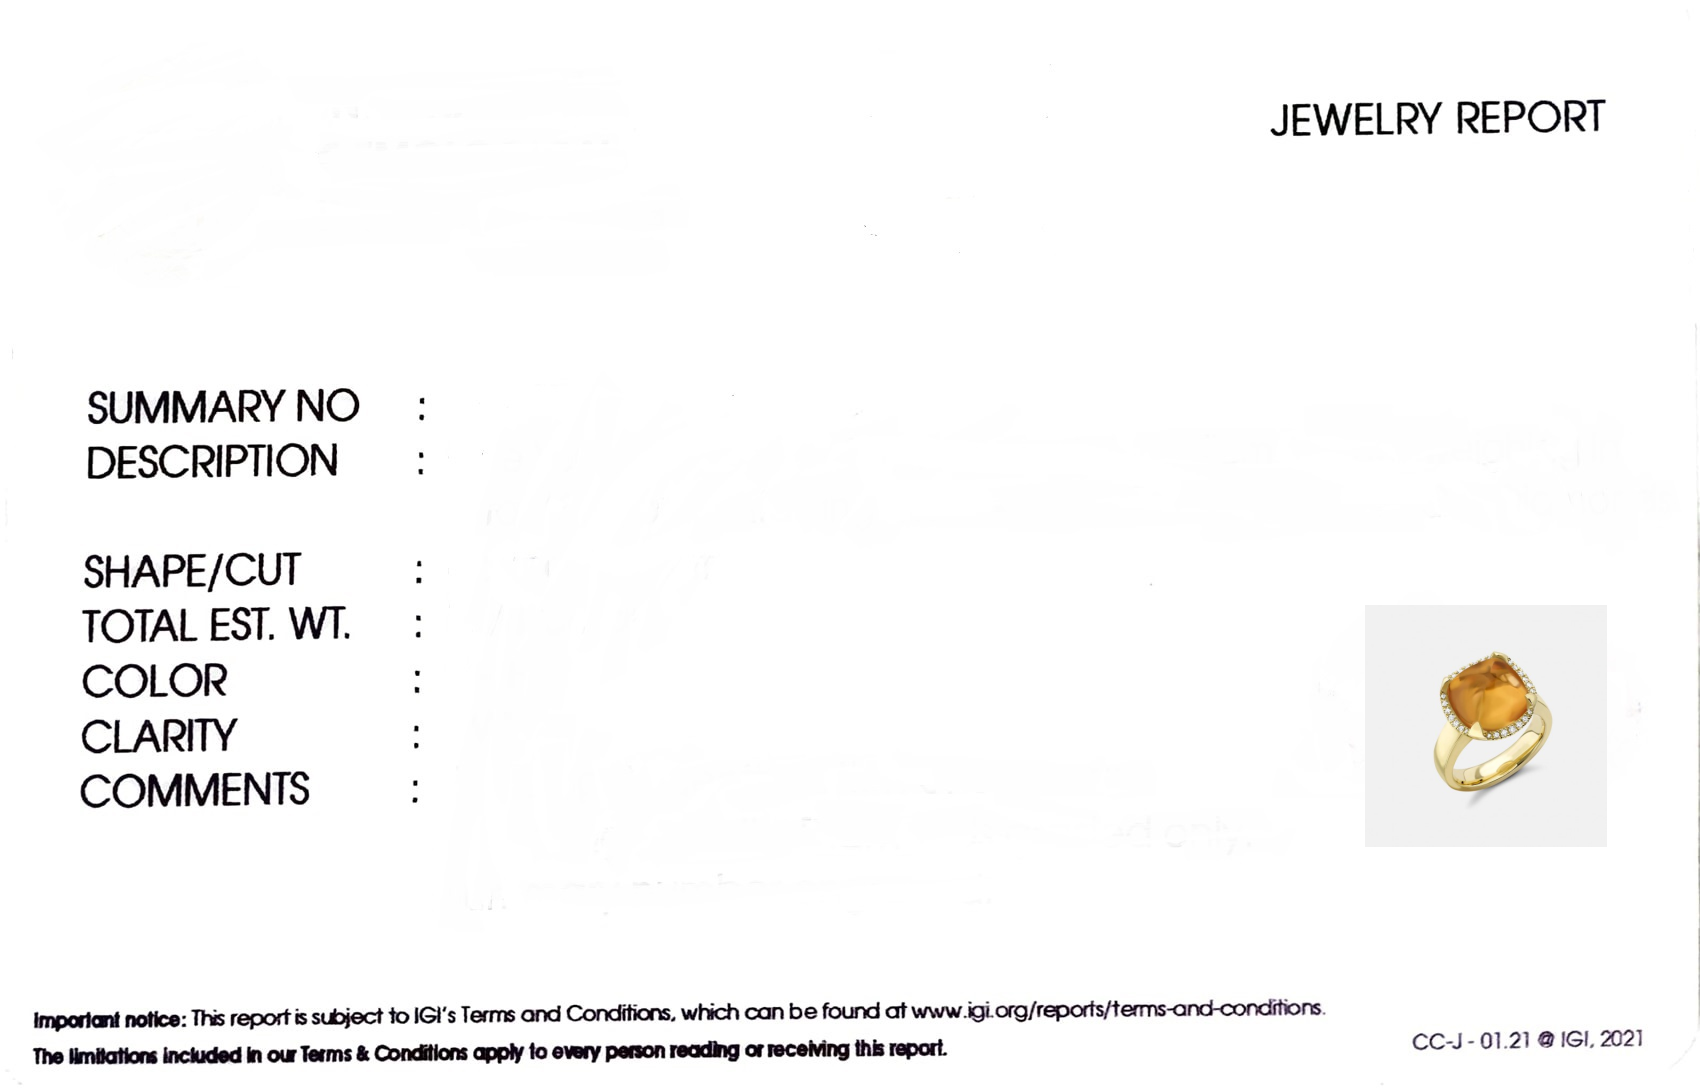 JEWELRY REPORT
SUMMARY NO :
DESCRIPTION :
SHAPE/CUT :
TOTAL EST. WT. :
COLOR :
CLARITY :
COMMENTS :
Important notice: This report is subject to IGI's Terms and Conditions, which can be found at www.igi.org/reports/terms-and-conditions.
The limitations included in our Terms & Conditions apply to every person reading or receiving this report.
CC-J - 01.21 @ IGI, 2021